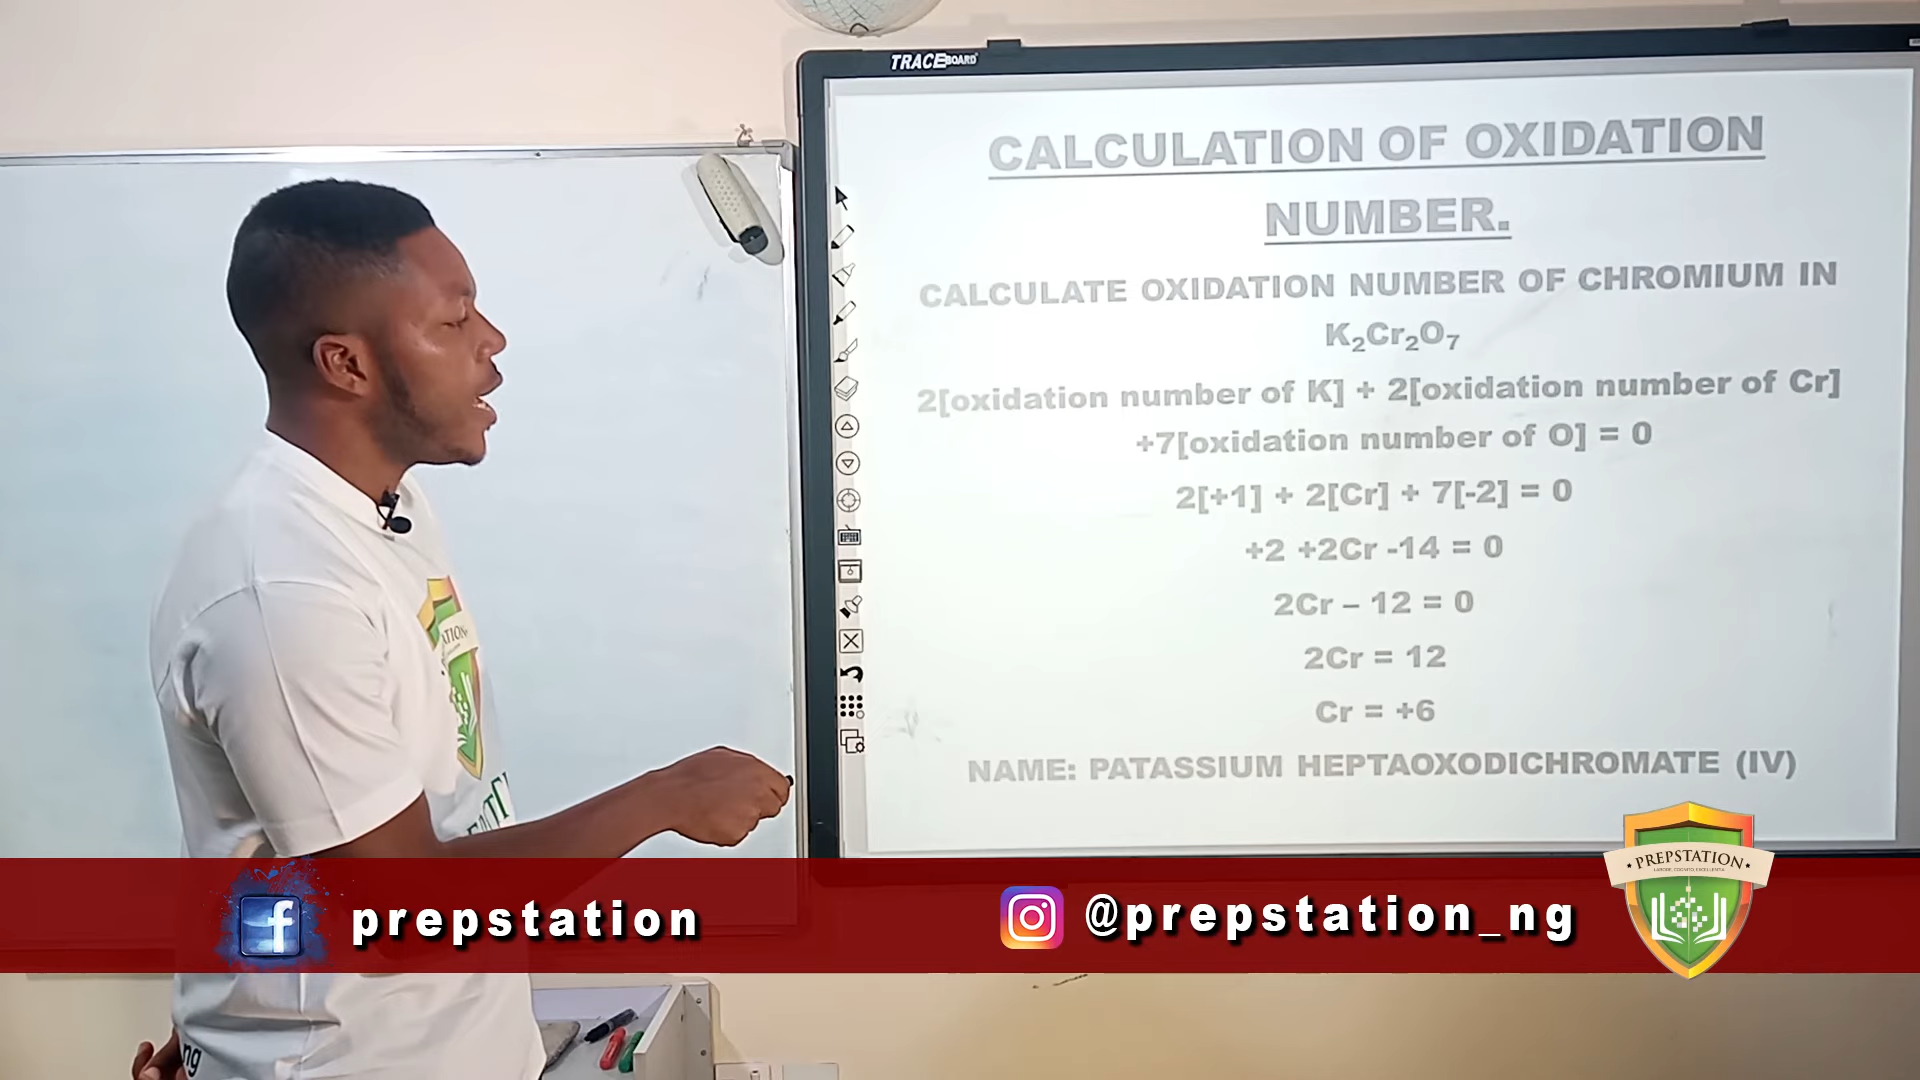 TRACEBOARD
CALCULATION OF OXIDATION
NUMBER.
CALCULATE OXIDATION NUMBER OF CHROMIUM IN
K₂Cr₂O₇
2[oxidation number of K] + 2[oxidation number of Cr]
+7[oxidation number of O] = 0
2[+1] + 2[Cr] + 7[-2] = 0
+2 +2Cr -14 = 0
2Cr – 12 = 0
2Cr = 12
Cr = +6
NAME: PATASSIUM HEPTAOXODICHROMATE (IV)
prepstation
@prepstation_ng
PREPSTATION
ng